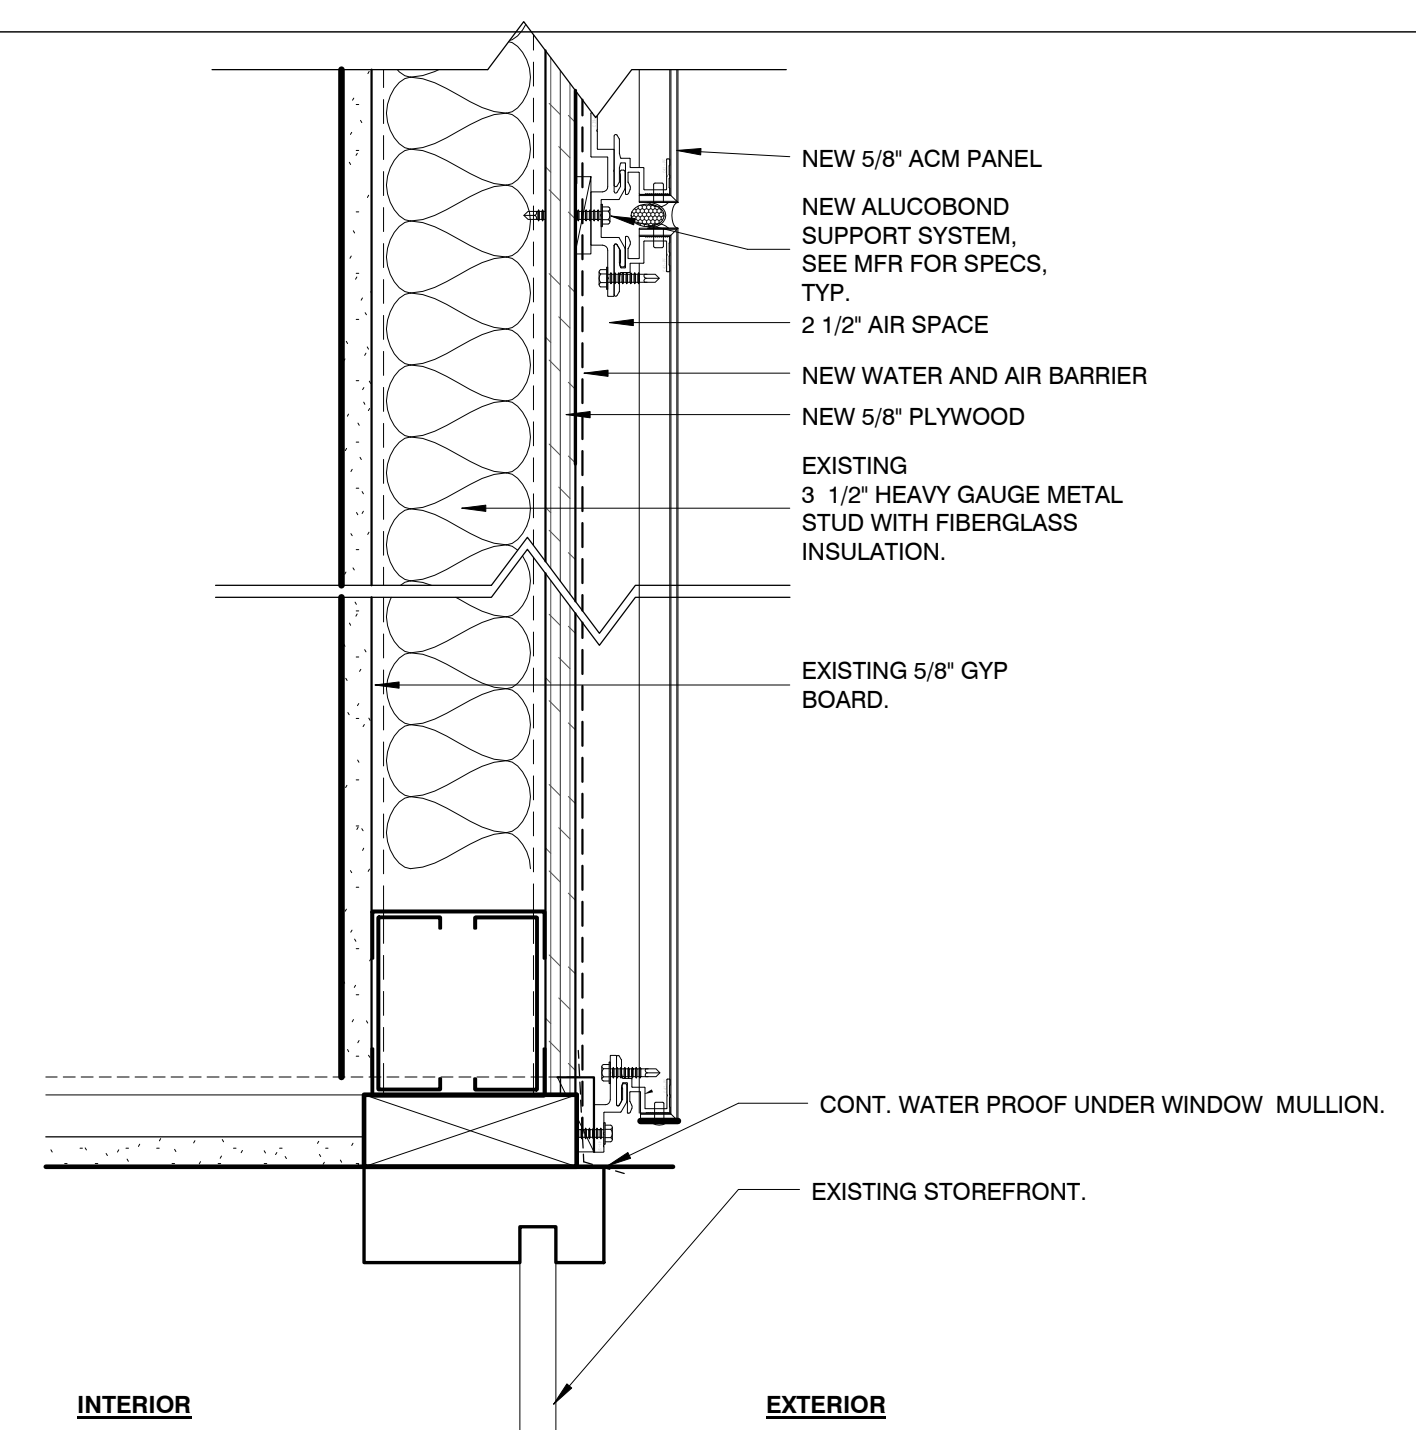 NEW 5/8" ACM PANEL
NEW ALUCOBOND
SUPPORT SYSTEM,
SEE MFR FOR SPECS,
TYP.
2 1/2" AIR SPACE
NEW WATER AND AIR BARRIER
NEW 5/8" PLYWOOD
EXISTING
3 1/2" HEAVY GAUGE METAL
STUD WITH FIBERGLASS
INSULATION.
EXISTING 5/8" GYP
BOARD.
CONT. WATER PROOF UNDER WINDOW MULLION.
EXISTING STOREFRONT.
INTERIOR
EXTERIOR